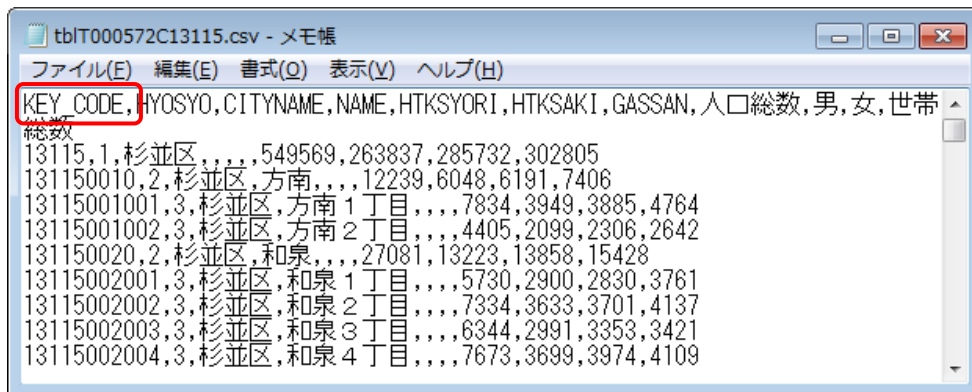 tblT000572C13115.csv - メモ帳
ファイル(F) 編集(E) 書式(O) 表示(V) ヘルプ(H)
KEY_CODE,HYOSYO,CITYNAME,NAME,HTKSYORI,HTKSAKI,GASSAN,人口総数,男,女,世帯
総数
13115,1,杉並区,,,,,549569,263837,285732,302805
131150010,2,杉並区,方南,,,,12239,6048,6191,7406
13115001001,3,杉並区,方南１丁目,,,,7834,3949,3885,4764
13115001002,3,杉並区,方南２丁目,,,,4405,2099,2306,2642
131150020,2,杉並区,和泉,,,,27081,13223,13858,15428
13115002001,3,杉並区,和泉１丁目,,,,5730,2900,2830,3761
13115002002,3,杉並区,和泉２丁目,,,,7334,3633,3701,4137
13115002003,3,杉並区,和泉３丁目,,,,6344,2991,3353,3421
13115002004,3,杉並区,和泉４丁目,,,,7673,3699,3974,4109